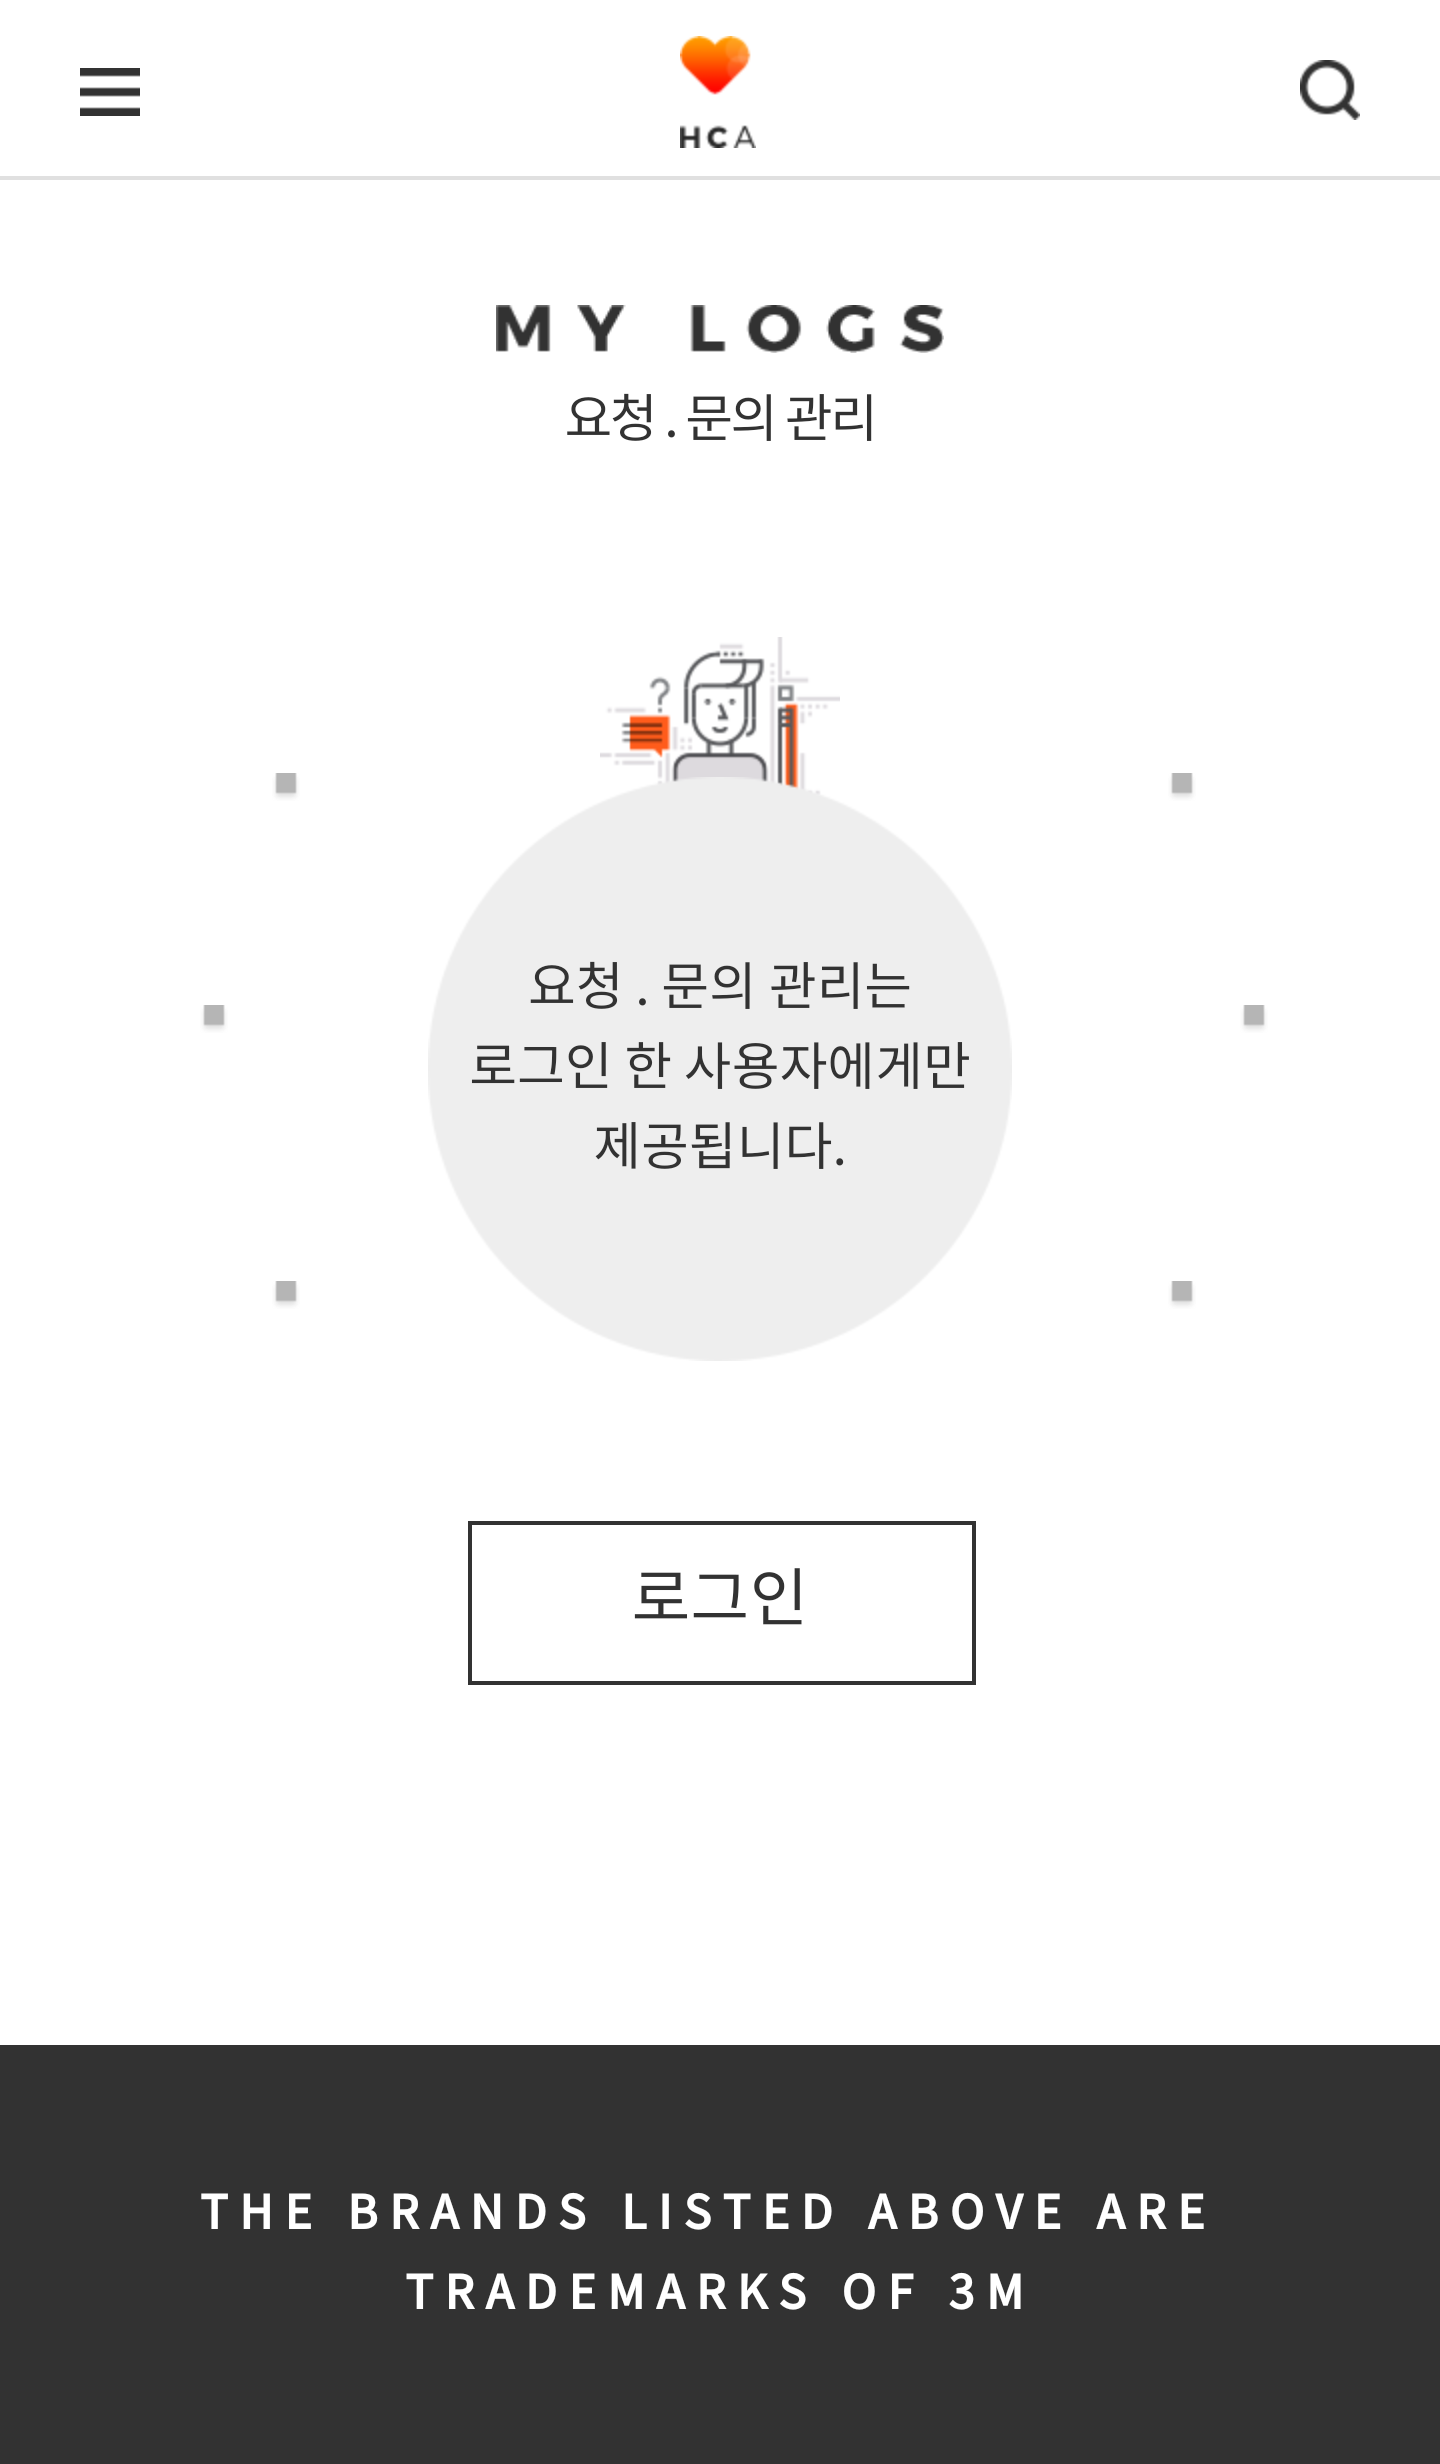 HCA
MY LOGS
요청 . 문의 관리
?
요청 . 문의 관리는
로그인 한 사용자에게만
제공됩니다.
로그인
THE BRANDS LISTED ABOVE ARE
TRADEMARKS OF 3M